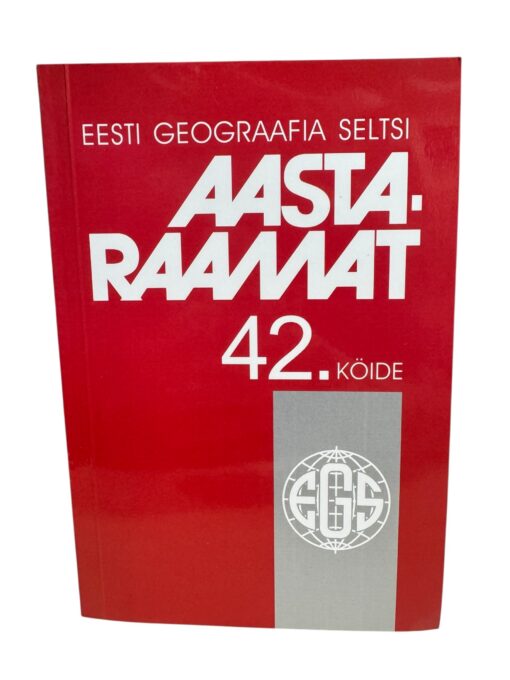 EESTI GEOGRAAFIA SELTSI
AASTA-
RAAMAT
42. KÖIDE
EGS